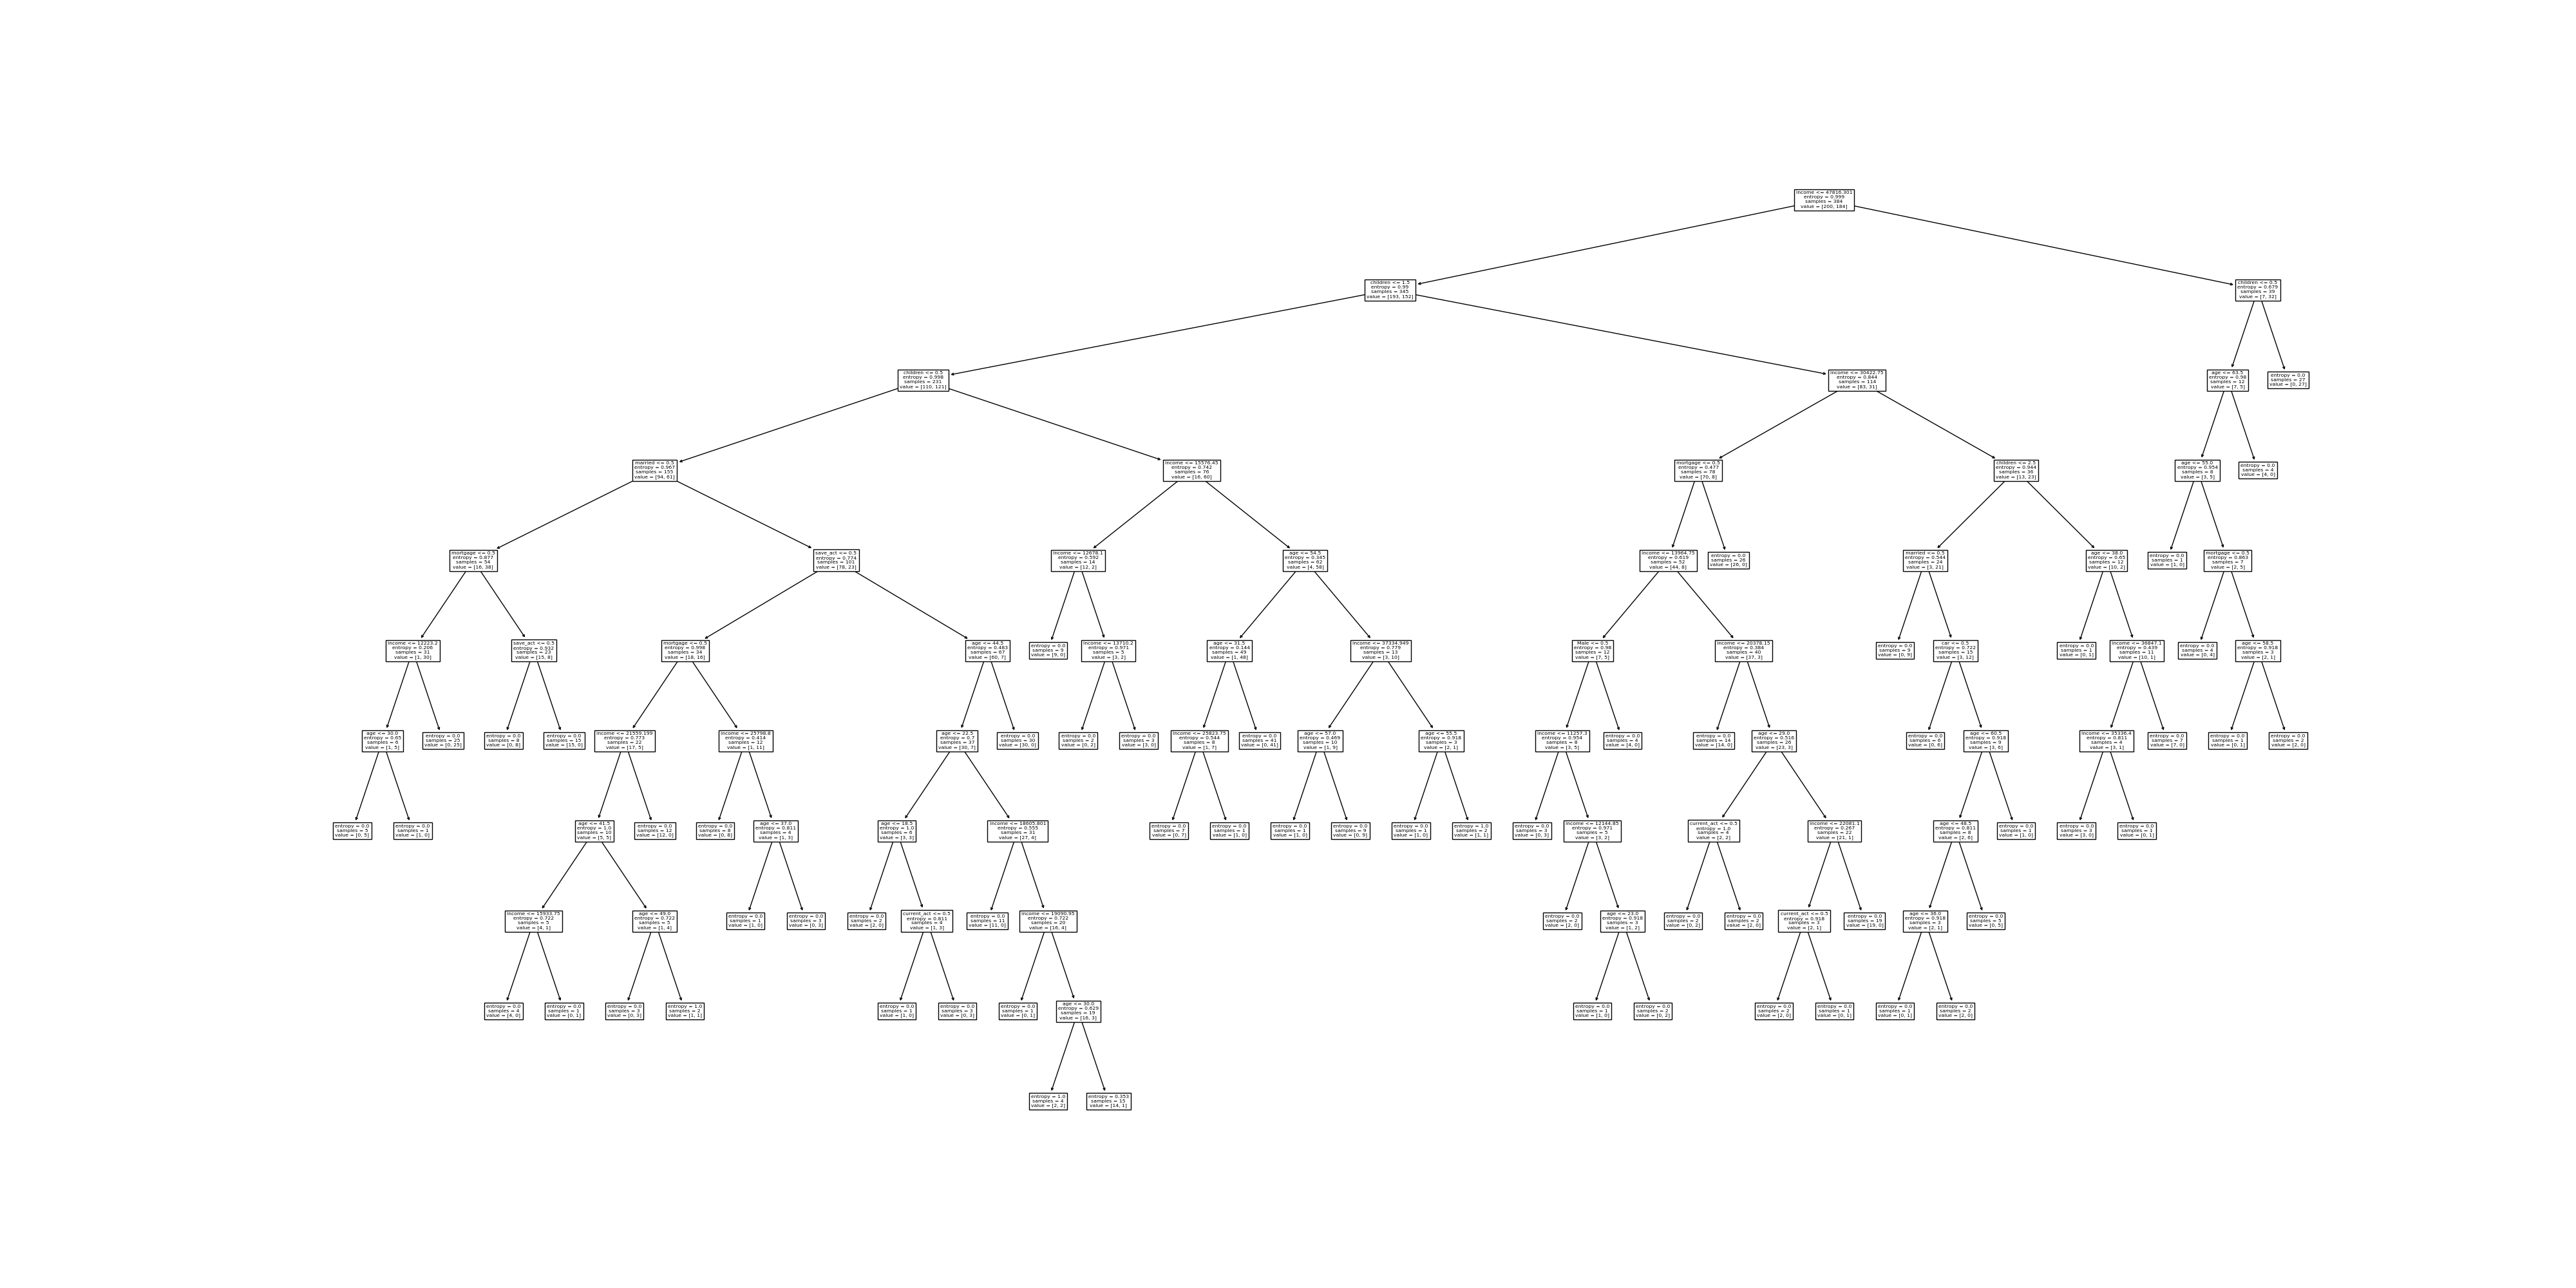 income <= 47816.301
entropy = 0.999
samples = 384
value = [200, 184]
children <= 1.5
entropy = 0.99
samples = 345
value = [193, 152]
children <= 0.5
entropy = 0.679
samples = 39
value = [7, 32]
children <= 0.5
entropy = 0.998
samples = 231
value = [110, 121]
income <= 30422.75
entropy = 0.844
samples = 114
value = [83, 31]
age <= 63.5
entropy = 0.98
samples = 12
value = [7, 5]
entropy = 0.0
samples = 27
value = [0, 27]
married <= 0.5
entropy = 0.967
samples = 155
value = [94, 61]
income <= 15576.45
entropy = 0.742
samples = 76
value = [16, 60]
mortgage <= 0.5
entropy = 0.477
samples = 78
value = [70, 8]
children <= 2.5
entropy = 0.944
samples = 36
value = [13, 23]
age <= 55.0
entropy = 0.954
samples = 8
value = [3, 5]
entropy = 0.0
samples = 4
value = [4, 0]
mortgage <= 0.5
entropy = 0.877
samples = 54
value = [16, 38]
save_act <= 0.5
entropy = 0.774
samples = 101
value = [78, 23]
income <= 12678.1
entropy = 0.592
samples = 14
value = [12, 2]
age <= 54.5
entropy = 0.345
samples = 62
value = [4, 58]
income <= 13964.75
entropy = 0.619
samples = 52
value = [44, 8]
entropy = 0.0
samples = 26
value = [26, 0]
married <= 0.5
entropy = 0.544
samples = 24
value = [3, 21]
age <= 38.0
entropy = 0.65
samples = 12
value = [10, 2]
entropy = 0.0
samples = 1
value = [1, 0]
mortgage <= 0.5
entropy = 0.863
samples = 7
value = [2, 5]
income <= 12223.2
entropy = 0.206
samples = 31
value = [1, 30]
save_act <= 0.5
entropy = 0.932
samples = 23
value = [15, 8]
mortgage <= 0.5
entropy = 0.998
samples = 34
value = [18, 16]
age <= 44.5
entropy = 0.483
samples = 67
value = [60, 7]
entropy = 0.0
samples = 9
value = [9, 0]
income <= 13710.2
entropy = 0.971
samples = 5
value = [3, 2]
age <= 31.5
entropy = 0.144
samples = 49
value = [1, 48]
income <= 37334.949
entropy = 0.779
samples = 13
value = [3, 10]
Male <= 0.5
entropy = 0.98
samples = 12
value = [7, 5]
income <= 20378.15
entropy = 0.384
samples = 40
value = [37, 3]
entropy = 0.0
samples = 9
value = [0, 9]
car <= 0.5
entropy = 0.722
samples = 15
value = [3, 12]
entropy = 0.0
samples = 1
value = [0, 1]
income <= 36847.1
entropy = 0.439
samples = 11
value = [10, 1]
entropy = 0.0
samples = 4
value = [0, 4]
age <= 58.5
entropy = 0.918
samples = 3
value = [2, 1]
age <= 30.0
entropy = 0.65
samples = 6
value = [1, 5]
entropy = 0.0
samples = 25
value = [0, 25]
entropy = 0.0
samples = 8
value = [0, 8]
entropy = 0.0
samples = 15
value = [15, 0]
income <= 21559.199
entropy = 0.773
samples = 22
value = [17, 5]
income <= 25798.8
entropy = 0.414
samples = 12
value = [1, 11]
age <= 22.5
entropy = 0.7
samples = 37
value = [30, 7]
entropy = 0.0
samples = 30
value = [30, 0]
entropy = 0.0
samples = 2
value = [0, 2]
entropy = 0.0
samples = 3
value = [3, 0]
income <= 25823.75
entropy = 0.544
samples = 8
value = [1, 7]
entropy = 0.0
samples = 41
value = [0, 41]
age <= 57.0
entropy = 0.469
samples = 10
value = [1, 9]
age <= 55.5
entropy = 0.918
samples = 3
value = [2, 1]
income <= 11257.3
entropy = 0.954
samples = 8
value = [3, 5]
entropy = 0.0
samples = 4
value = [4, 0]
entropy = 0.0
samples = 14
value = [14, 0]
age <= 29.0
entropy = 0.516
samples = 26
value = [23, 3]
entropy = 0.0
samples = 6
value = [0, 6]
age <= 60.5
entropy = 0.918
samples = 9
value = [3, 6]
income <= 35336.4
entropy = 0.811
samples = 4
value = [3, 1]
entropy = 0.0
samples = 7
value = [7, 0]
entropy = 0.0
samples = 1
value = [0, 1]
entropy = 0.0
samples = 2
value = [2, 0]
entropy = 0.0
samples = 5
value = [0, 5]
entropy = 0.0
samples = 1
value = [1, 0]
age <= 41.5
entropy = 1.0
samples = 10
value = [5, 5]
entropy = 0.0
samples = 12
value = [12, 0]
entropy = 0.0
samples = 8
value = [0, 8]
age <= 37.0
entropy = 0.811
samples = 4
value = [1, 3]
age <= 18.5
entropy = 1.0
samples = 6
value = [3, 3]
income <= 18605.801
entropy = 0.555
samples = 31
value = [27, 4]
entropy = 0.0
samples = 7
value = [0, 7]
entropy = 0.0
samples = 1
value = [1, 0]
entropy = 0.0
samples = 1
value = [1, 0]
entropy = 0.0
samples = 9
value = [0, 9]
entropy = 0.0
samples = 1
value = [1, 0]
entropy = 1.0
samples = 2
value = [1, 1]
entropy = 0.0
samples = 3
value = [0, 3]
income <= 12144.85
entropy = 0.971
samples = 5
value = [3, 2]
current_act <= 0.5
entropy = 1.0
samples = 4
value = [2, 2]
income <= 22081.1
entropy = 0.267
samples = 22
value = [21, 1]
age <= 48.5
entropy = 0.811
samples = 8
value = [2, 6]
entropy = 0.0
samples = 1
value = [1, 0]
entropy = 0.0
samples = 3
value = [3, 0]
entropy = 0.0
samples = 1
value = [0, 1]
income <= 15933.75
entropy = 0.722
samples = 5
value = [4, 1]
age <= 49.0
entropy = 0.722
samples = 5
value = [1, 4]
entropy = 0.0
samples = 1
value = [1, 0]
entropy = 0.0
samples = 3
value = [0, 3]
entropy = 0.0
samples = 2
value = [2, 0]
current_act <= 0.5
entropy = 0.811
samples = 4
value = [1, 3]
entropy = 0.0
samples = 11
value = [11, 0]
income <= 19090.95
entropy = 0.722
samples = 20
value = [16, 4]
entropy = 0.0
samples = 2
value = [2, 0]
age <= 23.0
entropy = 0.918
samples = 3
value = [1, 2]
entropy = 0.0
samples = 2
value = [0, 2]
entropy = 0.0
samples = 2
value = [2, 0]
current_act <= 0.5
entropy = 0.918
samples = 3
value = [2, 1]
entropy = 0.0
samples = 19
value = [19, 0]
age <= 36.0
entropy = 0.918
samples = 3
value = [2, 1]
entropy = 0.0
samples = 5
value = [0, 5]
entropy = 0.0
samples = 4
value = [4, 0]
entropy = 0.0
samples = 1
value = [0, 1]
entropy = 0.0
samples = 3
value = [0, 3]
entropy = 1.0
samples = 2
value = [1, 1]
entropy = 0.0
samples = 1
value = [1, 0]
entropy = 0.0
samples = 3
value = [0, 3]
entropy = 0.0
samples = 1
value = [0, 1]
age <= 30.0
entropy = 0.629
samples = 19
value = [16, 3]
entropy = 0.0
samples = 1
value = [1, 0]
entropy = 0.0
samples = 2
value = [0, 2]
entropy = 0.0
samples = 2
value = [2, 0]
entropy = 0.0
samples = 1
value = [0, 1]
entropy = 0.0
samples = 1
value = [0, 1]
entropy = 0.0
samples = 2
value = [2, 0]
entropy = 1.0
samples = 4
value = [2, 2]
entropy = 0.353
samples = 15
value = [14, 1]